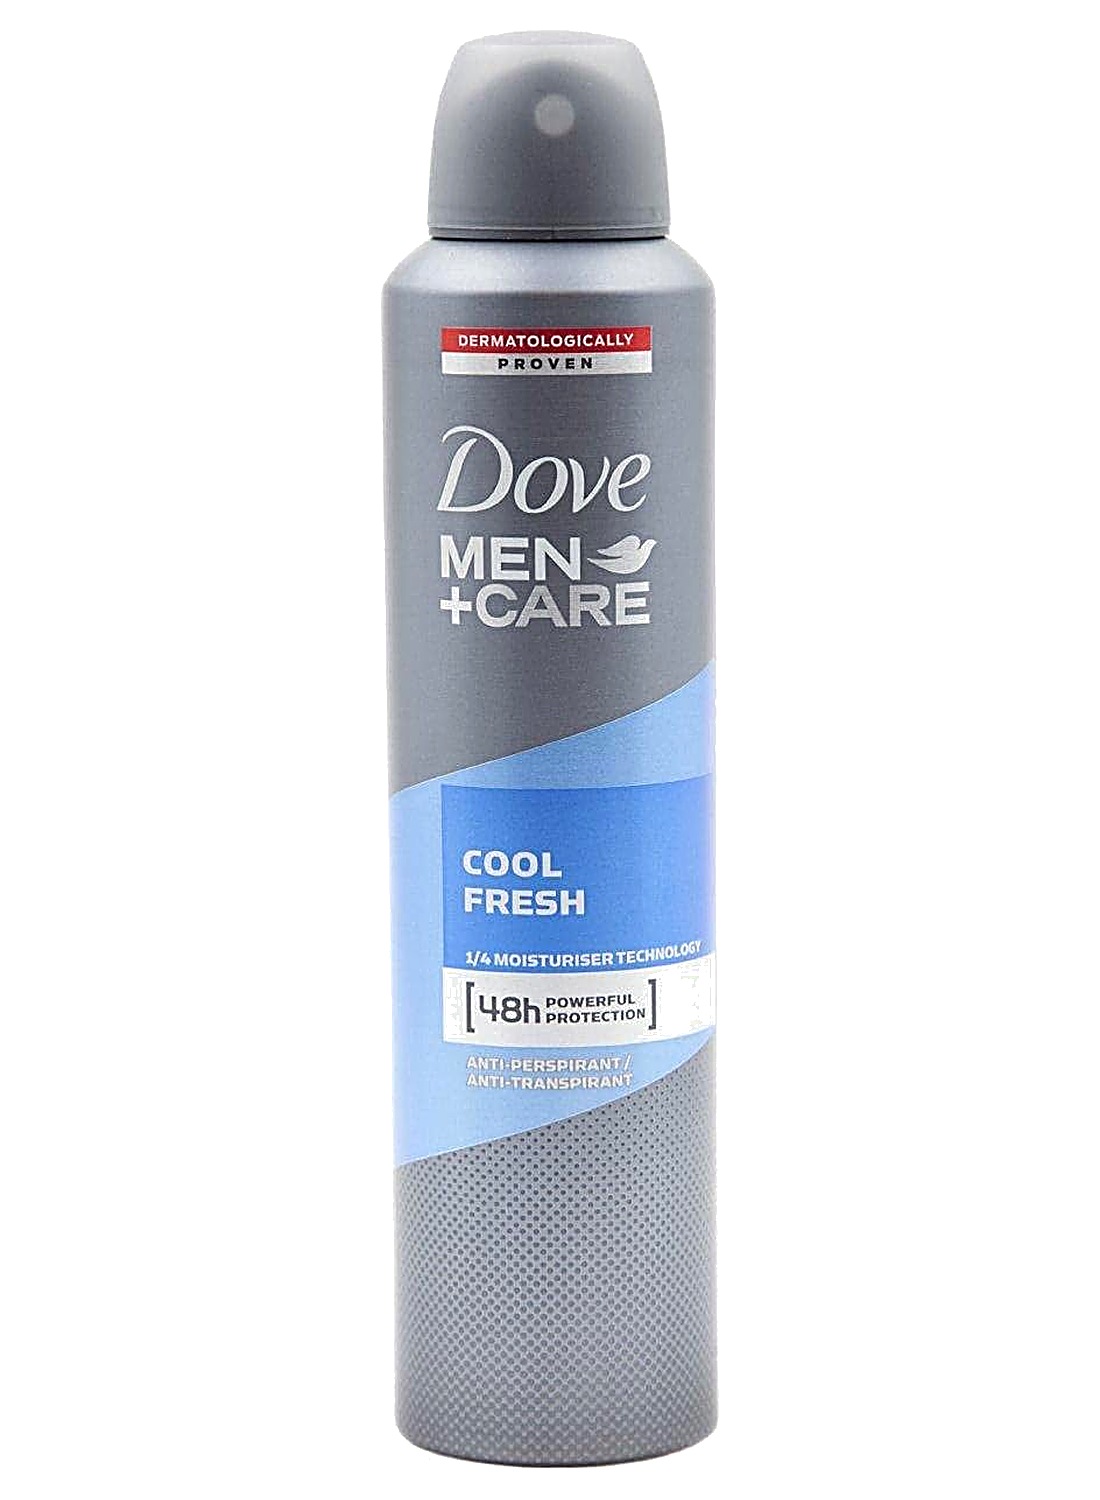 DERMATOLOGICALLY
PROVEN
Dove
MEN
+CARE
COOL
FRESH
1/4 MOISTURISER TECHNOLOGY
[48h POWERFUL
PROTECTION]
ANTI-PERSPIRANT/
ANTI-TRANSPIRANT